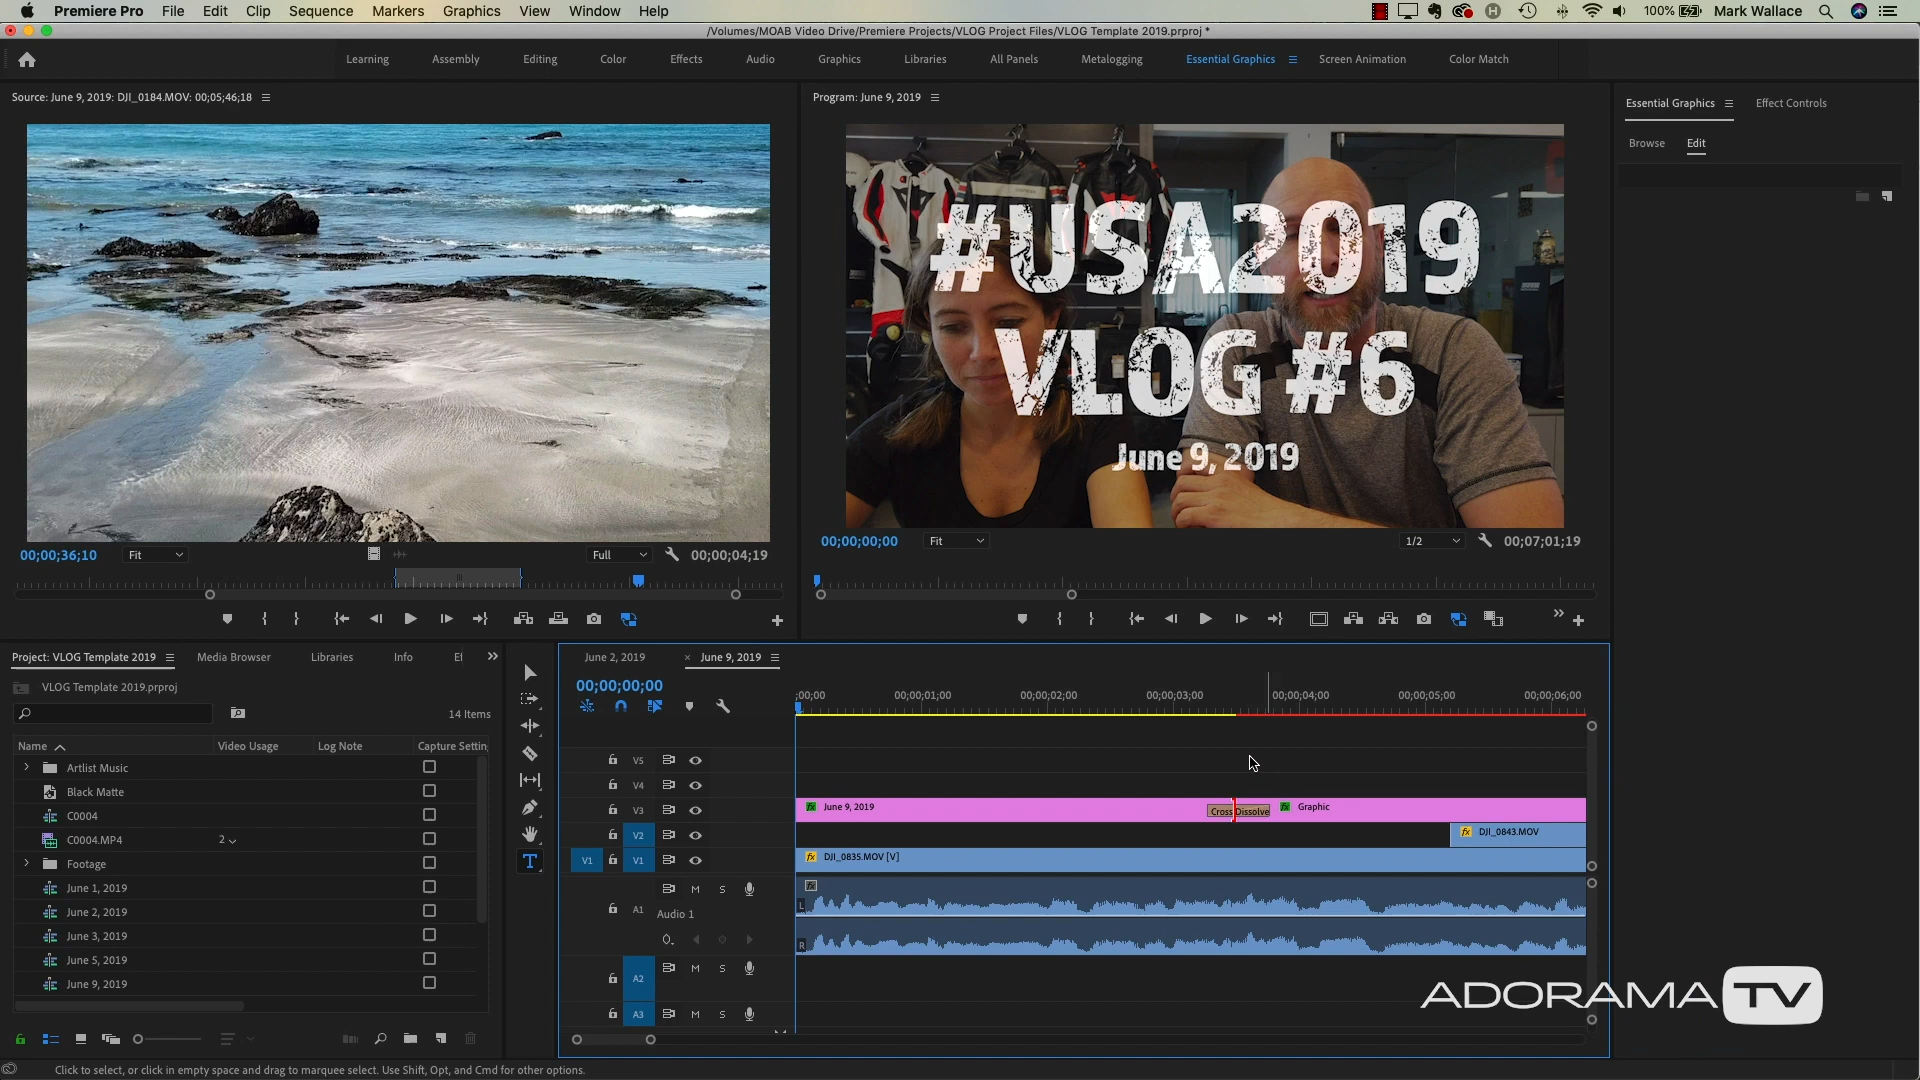 Premiere Pro File Edit Clip Sequence Markers Graphics View Window Help 100% Mark Wallace
/Volumes/MOAB Video Drive/Premiere Projects/VLOG Project Files/VLOG Template 2019.prproj *
Learning Assembly Editing Color Effects Audio Graphics Libraries All Panels Metalogging Essential Graphics Screen Animation Color Match
Source: June 9, 2019: DJI_0184.MOV: 00;05;46;18
Program: June 9, 2019
Essential Graphics Effect Controls
Browse Edit
#USA2019
VLOG #6
June 9, 2019
00;00;36;10 Fit Full 00;00;04;19
00;00;00;00 Fit 1/2 00;07;01;19
Project: VLOG Template 2019 Media Browser Libraries Info Ef
VLOG Template 2019.prproj
14 Items
Name Video Usage Log Note Capture Settin
Artlist Music
Black Matte
C0004
C0004.MP4 2
Footage
June 1, 2019
June 2, 2019
June 3, 2019
June 5, 2019
June 9, 2019
June 2, 2019 × June 9, 2019
00;00;00;00
;00;00 00;00;01;00 00;00;02;00 00;00;03;00 00;00;04;00 00;00;05;00 00;00;06;00
V5
V4
V3 fx June 9, 2019 Cross Dissolve fx Graphic
V2 fx DJI_0843.MOV
V1 V1 fx DJI_0835.MOV [V]
M S fx
A1 Audio 1 L
R
A2 M S
A3 M S
ADORAMA TV
Click to select, or click in empty space and drag to marquee select. Use Shift, Opt, and Cmd for other options.